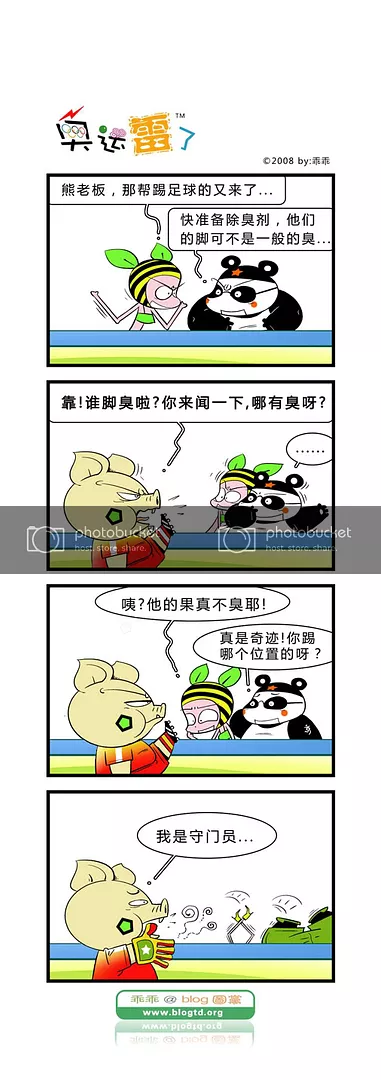 奥运雷了
TM
©2008 by:乖乖
熊老板，那帮踢足球的又来了...
快准备除臭剂，他们
的脚可不是一般的臭...
靠!谁脚臭啦?你来闻一下,哪有臭呀?
......
photobucket
host. store. share.
photobucket
host. store. share.
咦?他的果真不臭耶!
真是奇迹!你踢
哪个位置的呀？
我是守门员...
乖乖@blog圖掌
www.blogtd.org